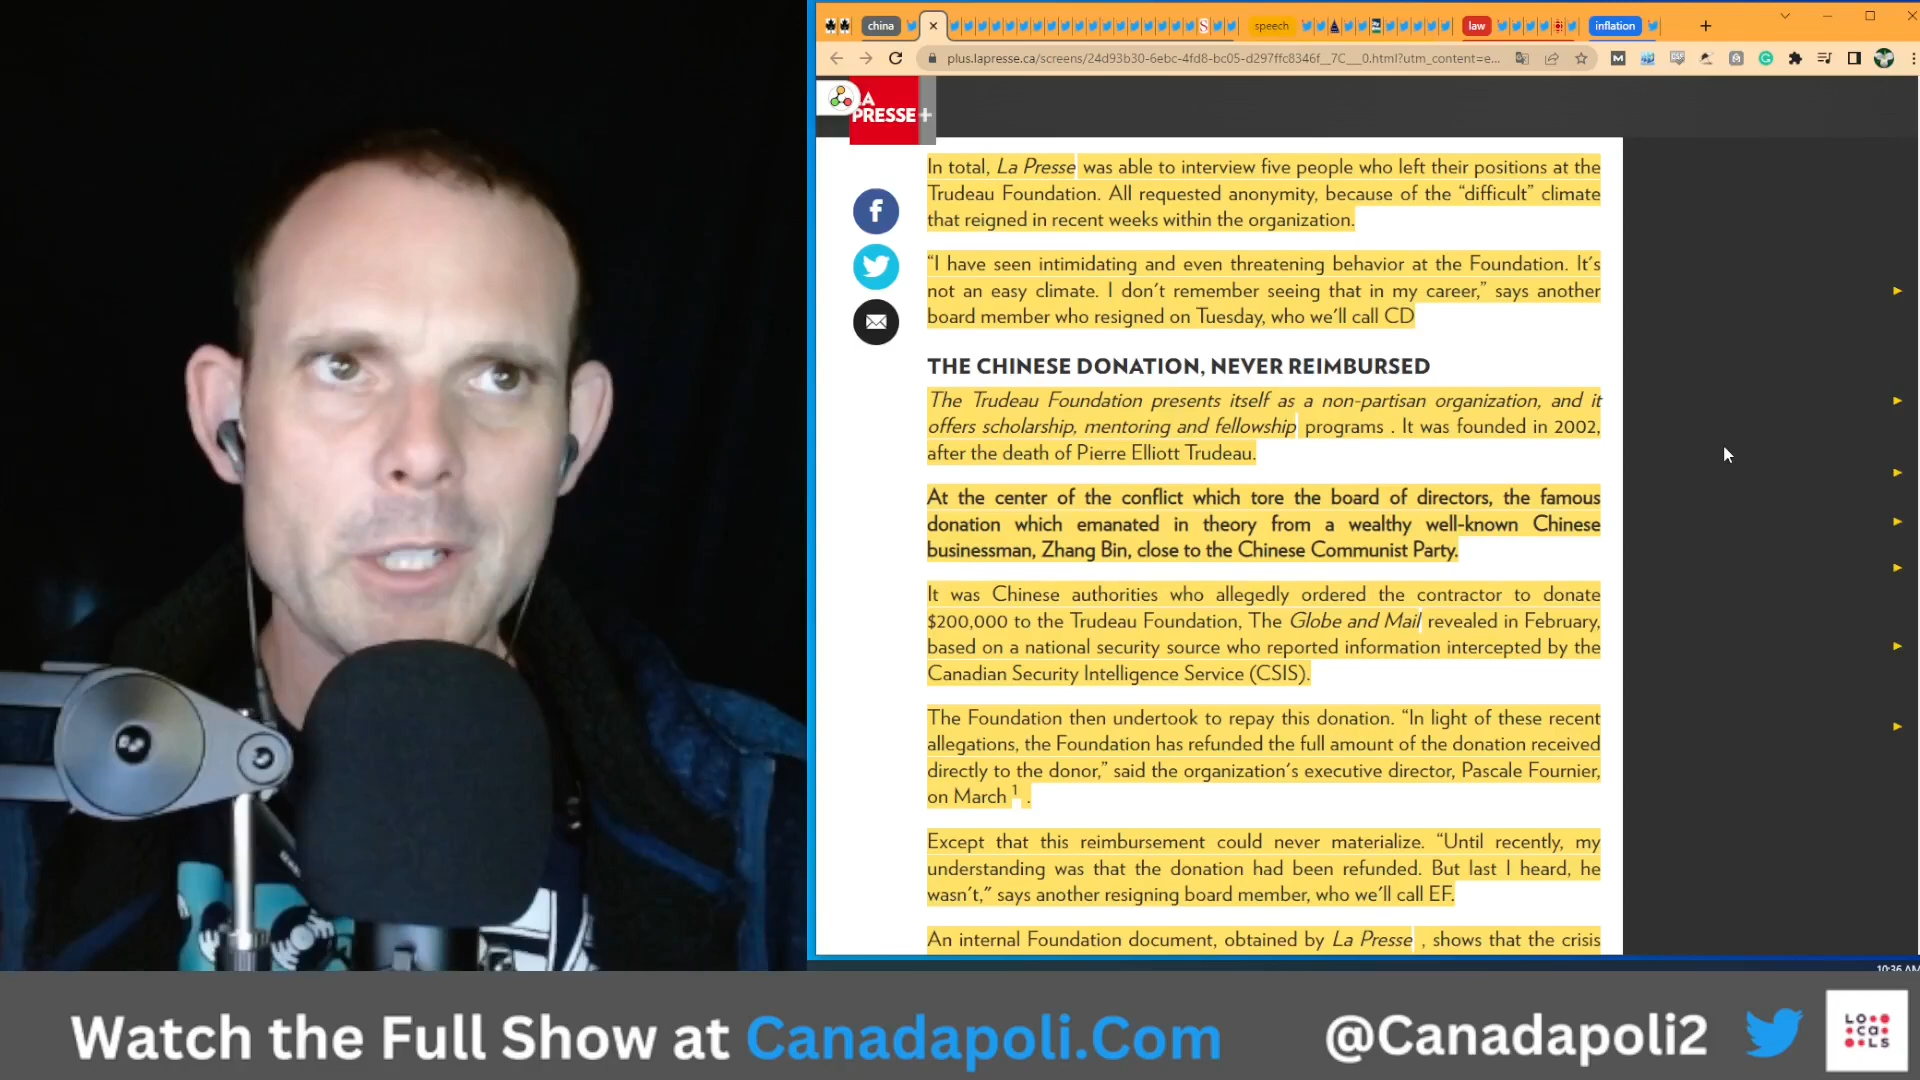 china
speech
law
inflation
plus.lapresse.ca/screens/24d93b30-6ebc-4fd8-bc05-d297ffc8346f__7C___0.html?utm_content=e...
LA
PRESSE+
In total, La Presse was able to interview five people who left their positions at the
Trudeau Foundation. All requested anonymity, because of the “difficult” climate
that reigned in recent weeks within the organization.
“I have seen intimidating and even threatening behavior at the Foundation. It's
not an easy climate. I don't remember seeing that in my career,” says another
board member who resigned on Tuesday, who we'll call CD
THE CHINESE DONATION, NEVER REIMBURSED
The Trudeau Foundation presents itself as a non-partisan organization, and it
offers scholarship, mentoring and fellowship programs . It was founded in 2002,
after the death of Pierre Elliott Trudeau.
At the center of the conflict which tore the board of directors, the famous
donation which emanated in theory from a wealthy well-known Chinese
businessman, Zhang Bin, close to the Chinese Communist Party.
It was Chinese authorities who allegedly ordered the contractor to donate
$200,000 to the Trudeau Foundation, The Globe and Mail revealed in February,
based on a national security source who reported information intercepted by the
Canadian Security Intelligence Service (CSIS).
The Foundation then undertook to repay this donation. “In light of these recent
allegations, the Foundation has refunded the full amount of the donation received
directly to the donor,” said the organization's executive director, Pascale Fournier,
on March 1 .
Except that this reimbursement could never materialize. “Until recently, my
understanding was that the donation had been refunded. But last I heard, he
wasn't,” says another resigning board member, who we'll call EF.
An internal Foundation document, obtained by La Presse , shows that the crisis
10:36 AM
Watch the Full Show at Canadapoli.Com
@Canadapoli2
LO
ca
LS